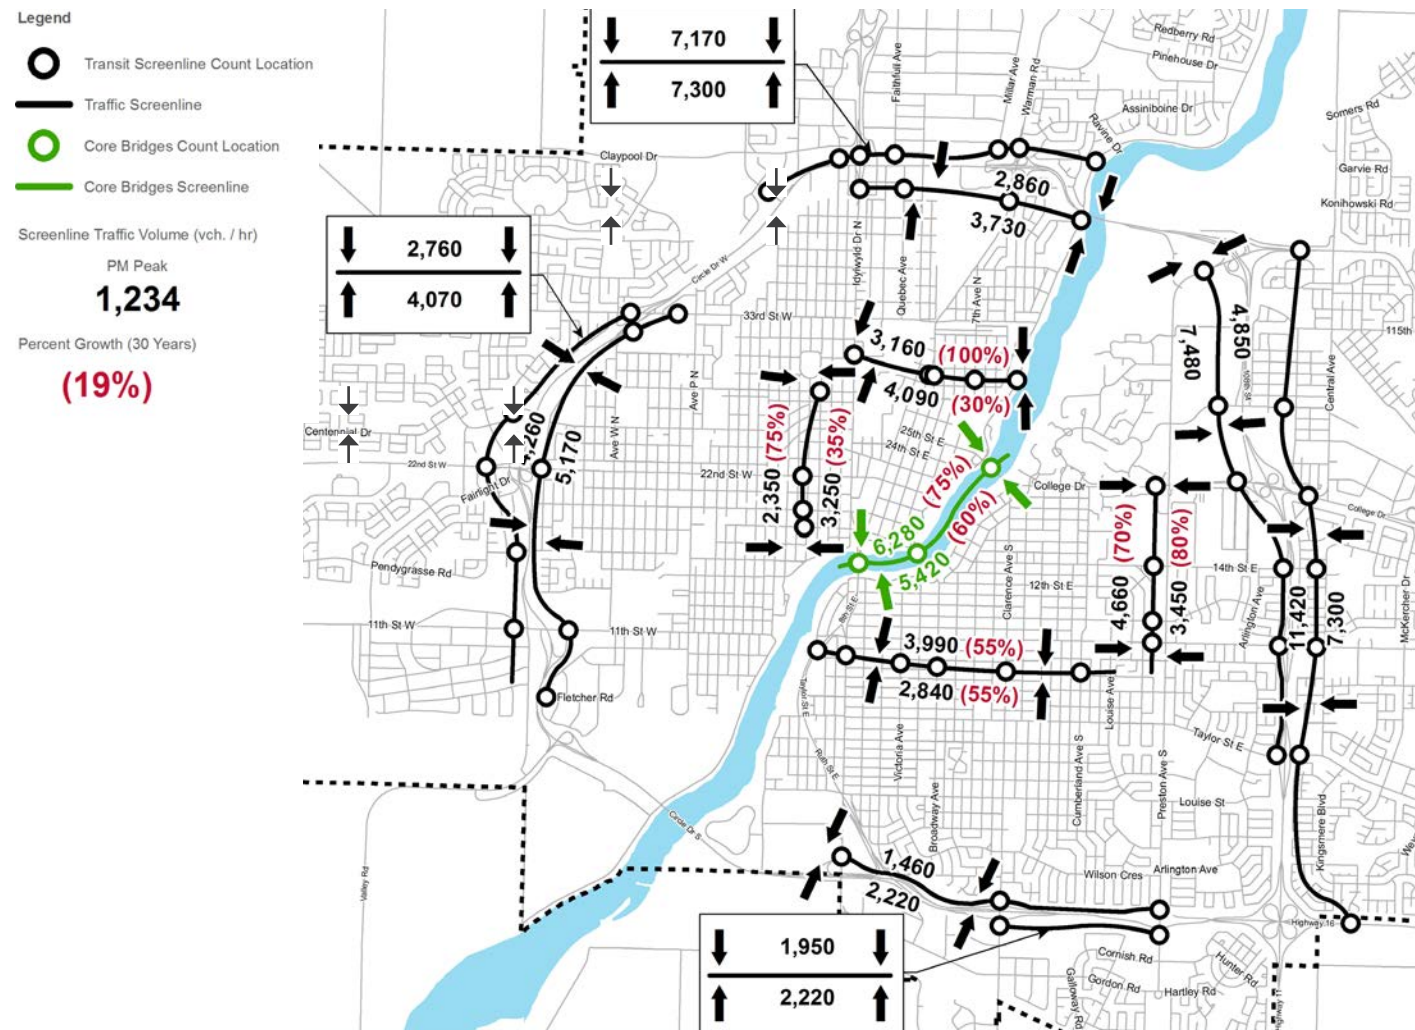 Legend
Transit Screenline Count Location
Traffic Screenline
Core Bridges Count Location
Core Bridges Screenline
Screenline Traffic Volume (vch. / hr)
PM Peak
1,234
Percent Growth (30 Years)
(19%)
7,170
7,300
Faithfull Ave
Millar Ave
Warman Rd
Redberry Rd
Pinehouse Dr
Assiniboine Dr
Ravine Dr
Somers Rd
Garvie Rd
Konihowski Rd
Claypool Dr
2,860
3,730
2,760
4,070
Circle Dr W
Idylwyld Dr N
Quebec Ave
7th Ave N
33rd St W
3,160
(100%)
4,090
(30%)
7,480
4,850
108th St
115th
Central Ave
Centennial Dr
22nd St W
Fairlight Dr
5,170
Ave W N
Ave P N
22nd St W
2,350
(75%)
3,250
(35%)
25th St E
24th St E
(75%)
(60%)
6,280
5,420
College Dr
College Dr
(70%)
(80%)
4,660
3,450
14th St E
12th St E
Clarence Ave S
Arlington Ave
11,420
7,300
McKercher Dr
Pendygrasse Rd
11th St W
11th St W
Fletcher Rd
8th St E
3,990
(55%)
2,840
(55%)
Louise Ave
Taylor St E
Taylor St E
Ruth St E
Victoria Ave
Broadway Ave
Cumberland Ave S
Preston Ave S
Louise St
Kingsmere Blvd
Circle Dr S
Valley Rd
1,460
2,220
Wilson Cres
Arlington Ave
Highway 16
1,950
2,220
Cornish Rd
Gordon Rd
Galloway Rd
Hartley Rd
Hunter Rd
Highway 11